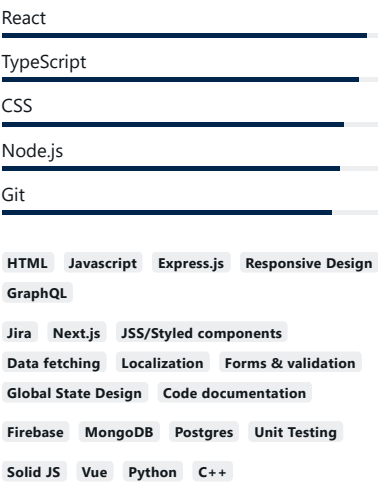 React
TypeScript
CSS
Node.js
Git
HTML Javascript Express.js Responsive Design
GraphQL
Jira Next.js JSS/Styled components
Data fetching Localization Forms & validation
Global State Design Code documentation
Firebase MongoDB Postgres Unit Testing
Solid JS Vue Python C++